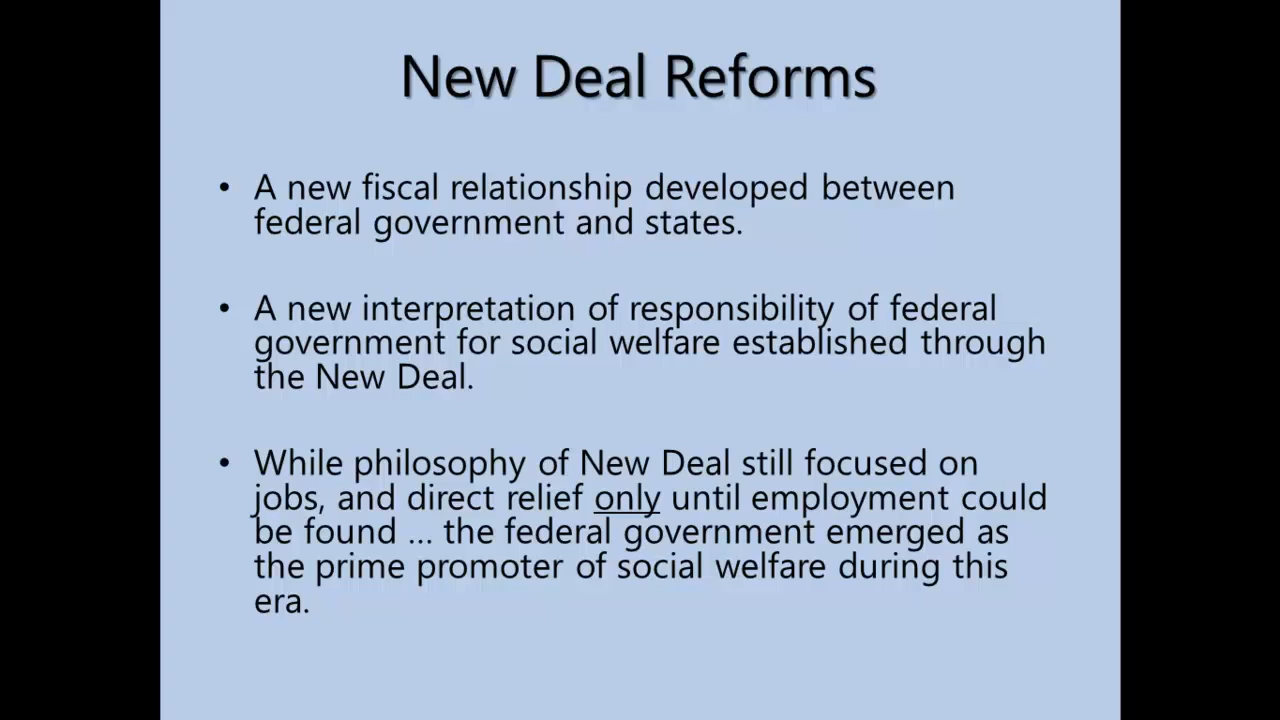 New Deal Reforms
• A new fiscal relationship developed between
federal government and states.
• A new interpretation of responsibility of federal
government for social welfare established through
the New Deal.
• While philosophy of New Deal still focused on
jobs, and direct relief only until employment could
be found ... the federal government emerged as
the prime promoter of social welfare during this
era.